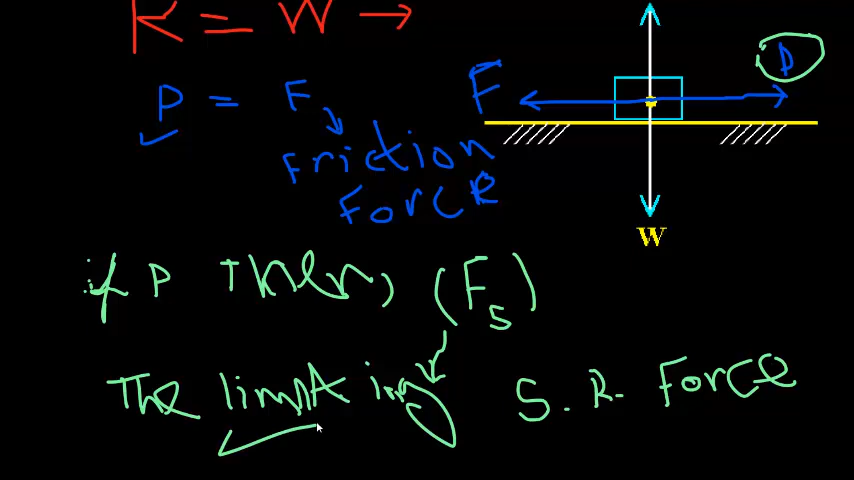 R = W →
P = F
Friction
Force
F
P
W
if P Then, (Fs)
The limiting S. R. Force